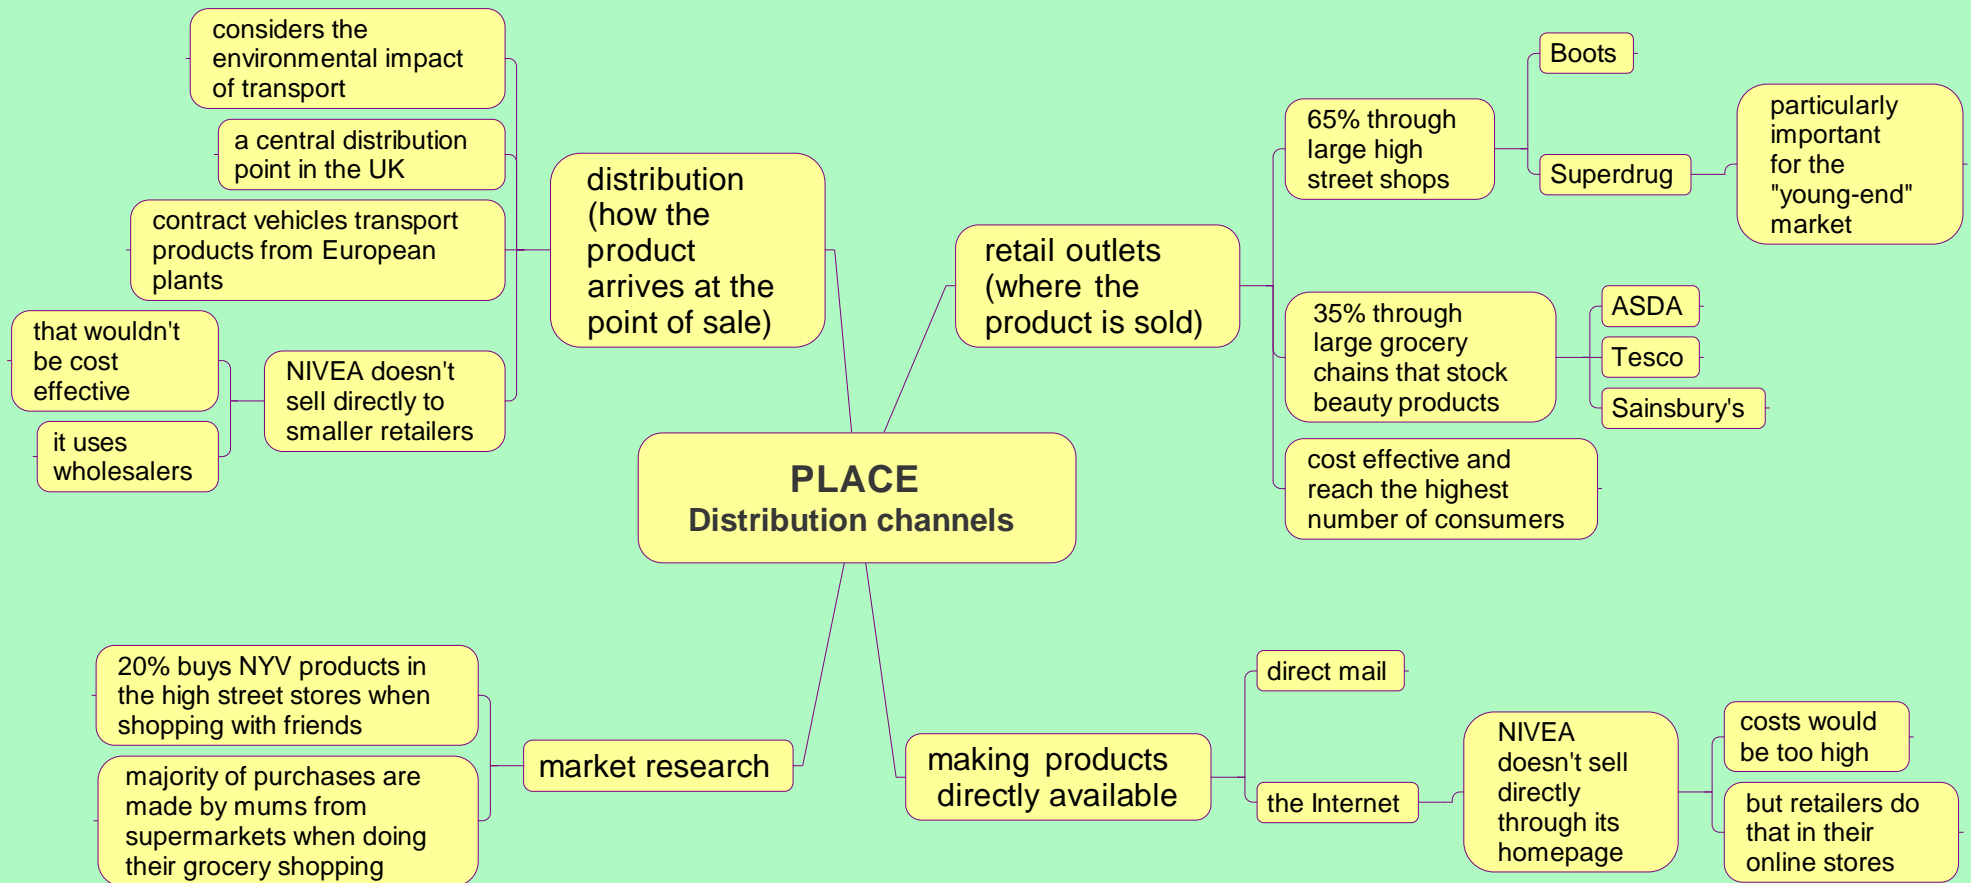 PLACE
Distribution channels
distribution
(how the
product
arrives at the
point of sale)
considers the
environmental impact
of transport
a central distribution
point in the UK
contract vehicles transport
products from European
plants
NIVEA doesn't
sell directly to
smaller retailers
that wouldn't
be cost
effective
it uses
wholesalers
retail outlets
(where the
product is sold)
65% through
large high
street shops
Boots
Superdrug
particularly
important
for the
"young-end"
market
35% through
large grocery
chains that stock
beauty products
ASDA
Tesco
Sainsbury's
cost effective and
reach the highest
number of consumers
market research
20% buys NYV products in
the high street stores when
shopping with friends
majority of purchases are
made by mums from
supermarkets when doing
their grocery shopping
making products
directly available
direct mail
the Internet
NIVEA
doesn't sell
directly
through its
homepage
costs would
be too high
but retailers do
that in their
online stores